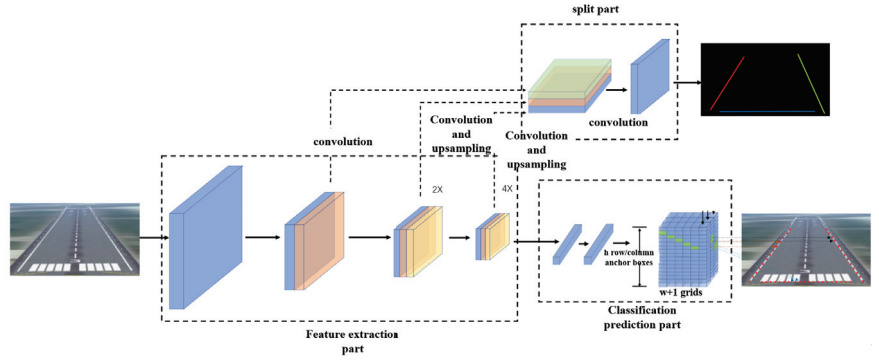 split part
convolution
Convolution
and
upsampling
convolution
Convolution
and
upsampling
2X
4X
h row/column
anchor boxes
w+1 grids
Feature extraction
part
Classification
prediction part